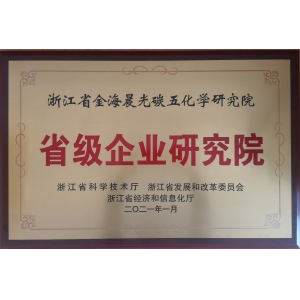 浙江省金海晨光碳五化学研究院
省级企业研究院
浙江省科学技术厅 浙江省发展和改革委员会
浙江省经济和信息化厅
二〇二一年一月